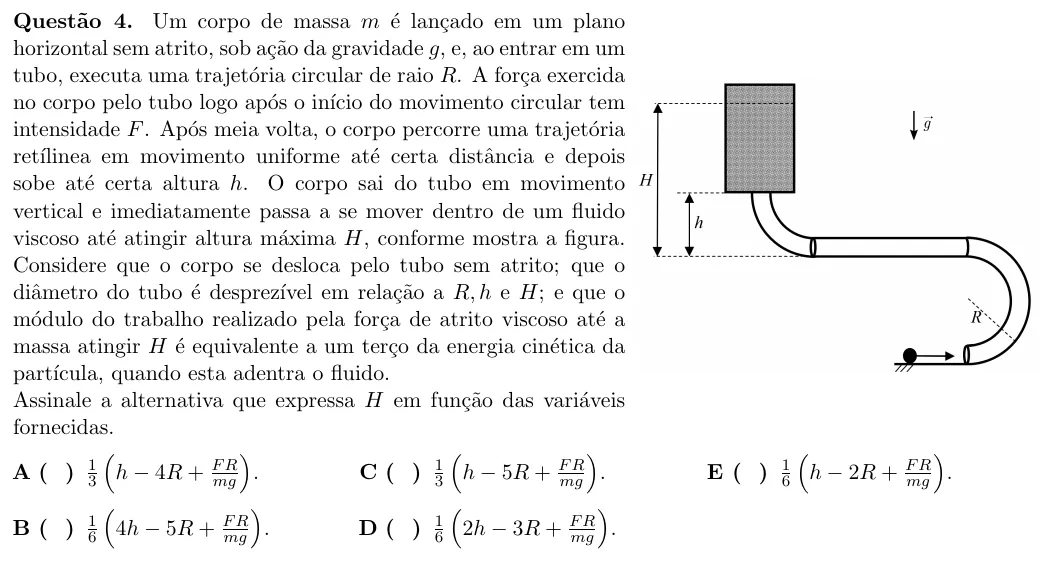 Questão 4. Um corpo de massa m é lançado em um plano
horizontal sem atrito, sob ação da gravidade g, e, ao entrar em um
tubo, executa uma trajetória circular de raio R. A força exercida
no corpo pelo tubo logo após o início do movimento circular tem
intensidade F. Após meia volta, o corpo percorre uma trajetória
retílinea em movimento uniforme até certa distância e depois
sobe até certa altura h. O corpo sai do tubo em movimento
vertical e imediatamente passa a se mover dentro de um fluido
viscoso até atingir altura máxima H, conforme mostra a figura.
Considere que o corpo se desloca pelo tubo sem atrito; que o
diâmetro do tubo é desprezível em relação a R, h e H; e que o
módulo do trabalho realizado pela força de atrito viscoso até a
massa atingir H é equivalente a um terço da energia cinética da
partícula, quando esta adentra o fluido.
Assinale a alternativa que expressa H em função das variáveis
fornecidas.
H
h
g⃗
R
A ( ) 1/3 (h − 4R + FR/mg).
C ( ) 1/3 (h − 5R + FR/mg).
E ( ) 1/6 (h − 2R + FR/mg).
B ( ) 1/6 (4h − 5R + FR/mg).
D ( ) 1/6 (2h − 3R + FR/mg).